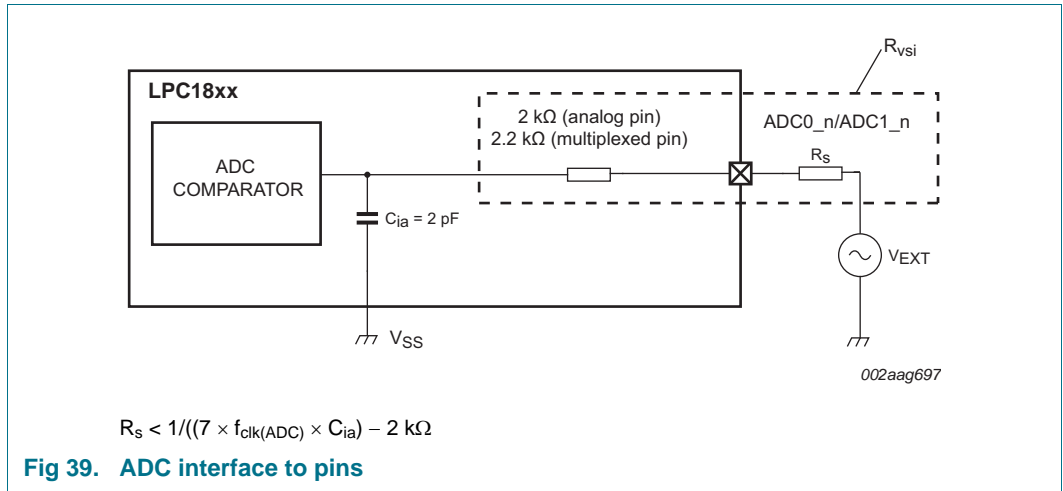 Rvsi
LPC18xx
2 kΩ (analog pin)
2.2 kΩ (multiplexed pin)
ADC0_n/ADC1_n
ADC
COMPARATOR
Rs
Cia = 2 pF
VEXT
VSS
002aag697
Rs < 1/((7 × fclk(ADC) × Cia) − 2 kΩ
Fig 39. ADC interface to pins